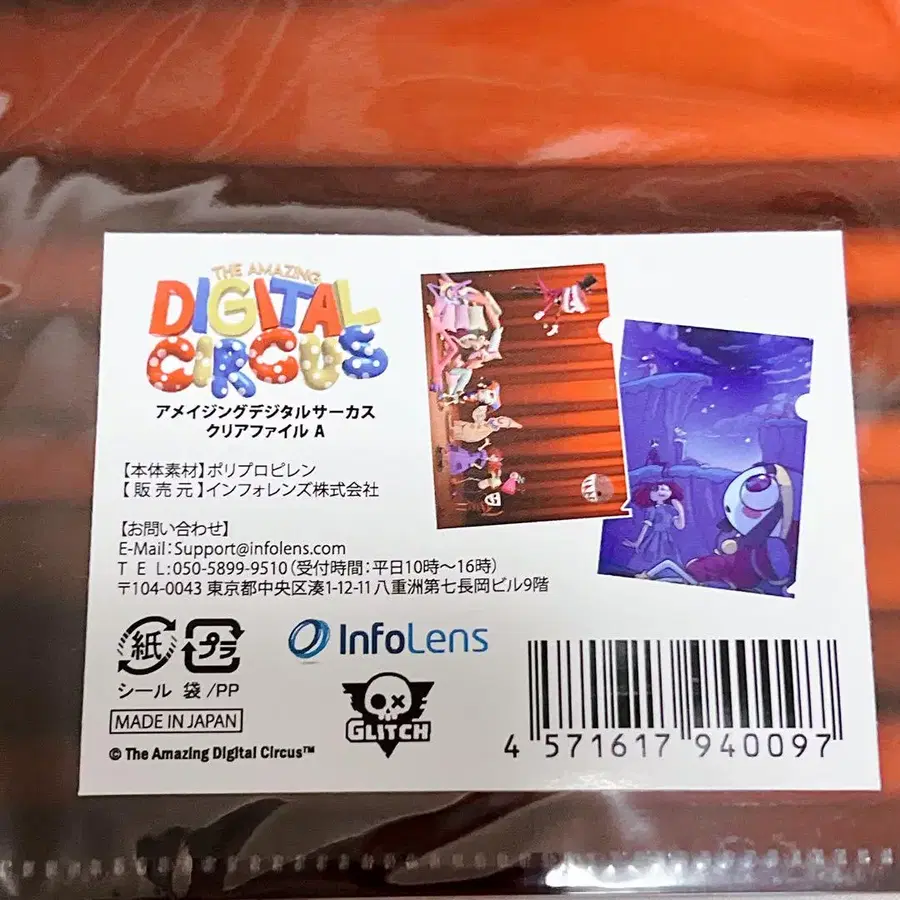 THE AMAZING
DIGITAL
CIRCUS
アメイジングデジタルサーカス
クリアファイル A
【本体素材】ポリプロピレン
【販売元】インフォレンズ株式会社
【お問い合わせ】
E-Mail:Support@infolens.com
TEL:050-5899-9510(受付時間:平日10時〜16時)
〒104-0043 東京都中央区湊1-12-11 八重洲第七長岡ビル9階
紙 プラ
シール 袋/PP
MADE IN JAPAN
© The Amazing Digital Circus™
InfoLens
GLITCH
4 571617 940097